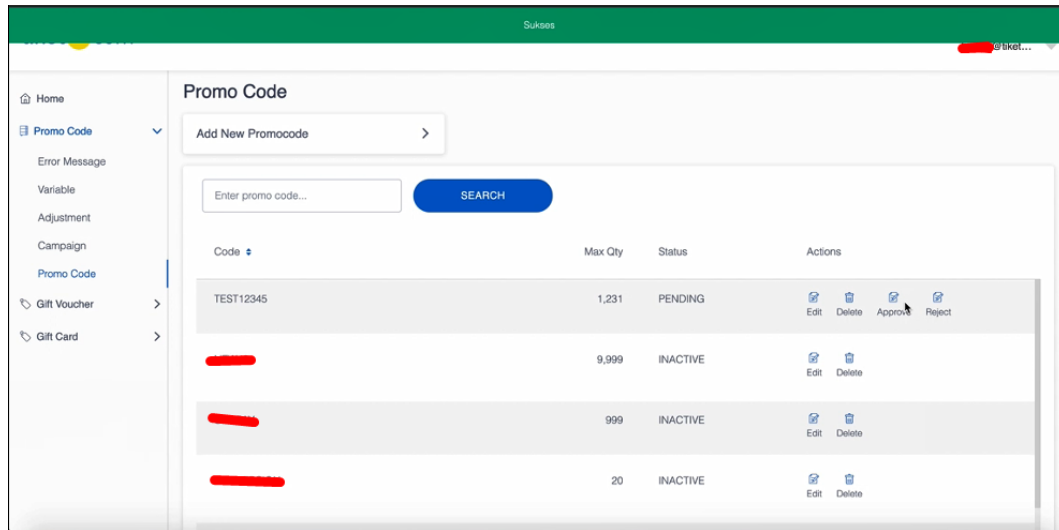 Sukses
@tiket...
Home
Promo Code
Error Message
Variable
Adjustment
Campaign
Promo Code
Gift Voucher
Gift Card
Promo Code
Add New Promocode
Enter promo code...
SEARCH
Code Max Qty Status Actions
TEST12345 1,231 PENDING
Edit Delete Approve Reject
9,999 INACTIVE
Edit Delete
999 INACTIVE
Edit Delete
20 INACTIVE
Edit Delete